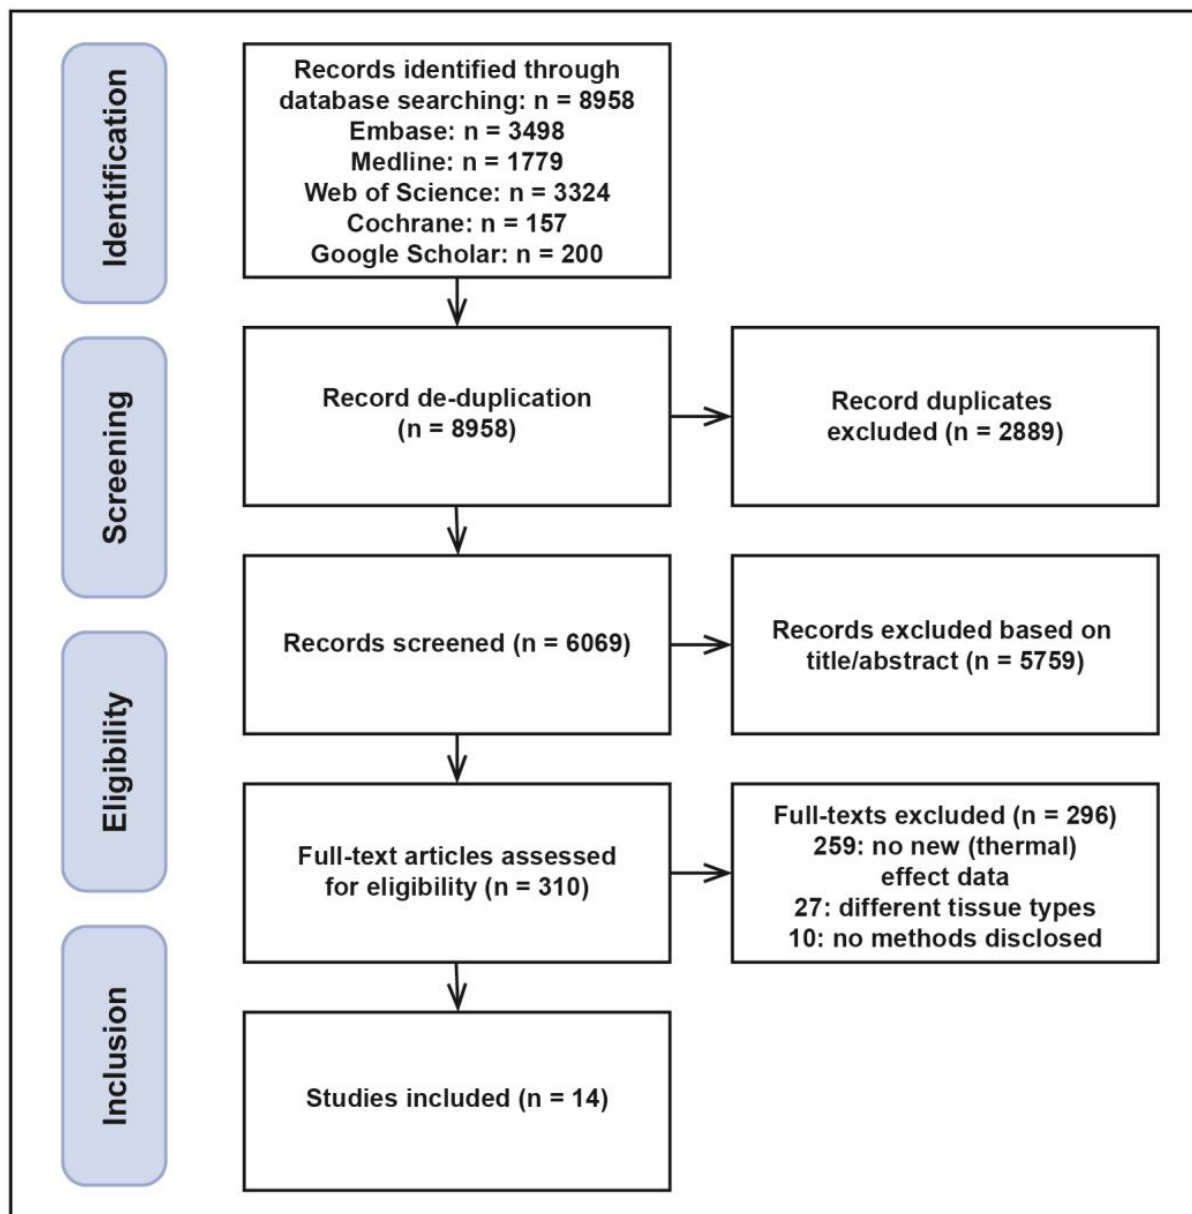 Identification
Records identified through
database searching: n = 8958
Embase: n = 3498
Medline: n = 1779
Web of Science: n = 3324
Cochrane: n = 157
Google Scholar: n = 200
Screening
Record de-duplication
(n = 8958)
Record duplicates
excluded (n = 2889)
Records screened (n = 6069)
Records excluded based on
title/abstract (n = 5759)
Eligibility
Full-text articles assessed
for eligibility (n = 310)
Full-texts excluded (n = 296)
259: no new (thermal)
effect data
27: different tissue types
10: no methods disclosed
Inclusion
Studies included (n = 14)